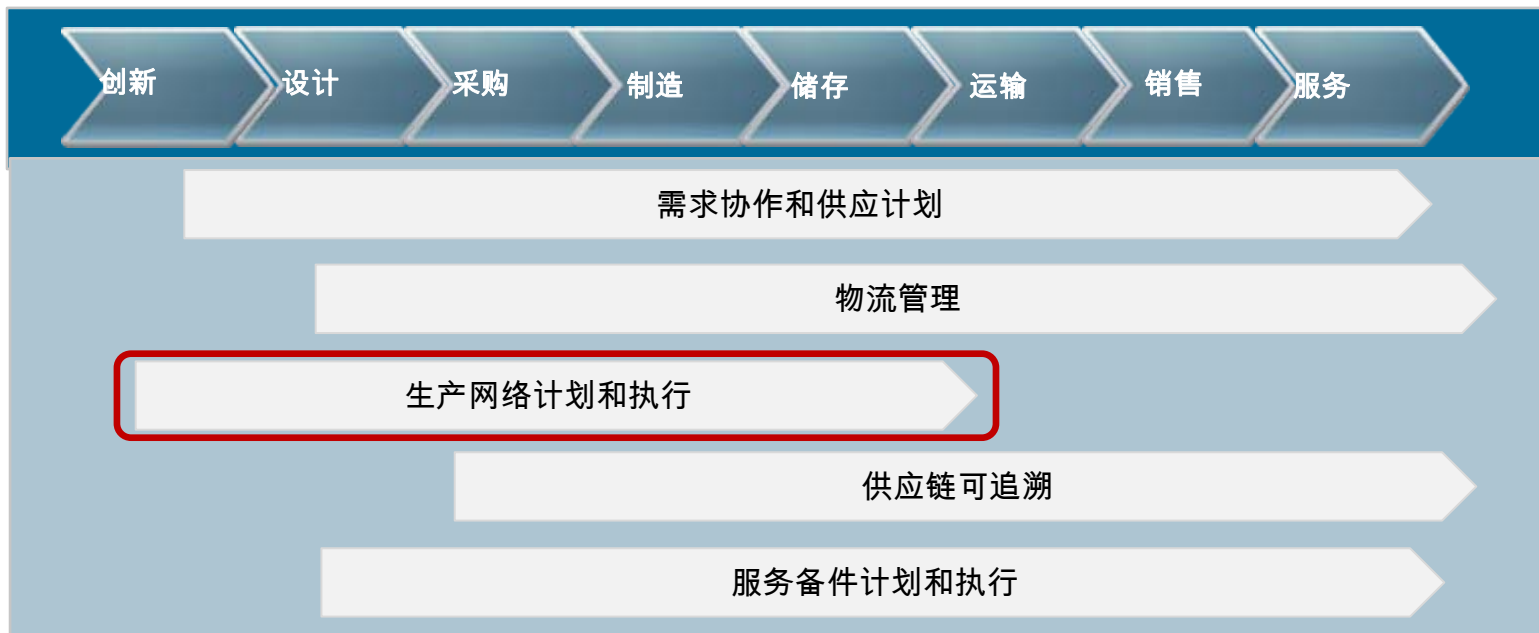 创新
设计
采购
制造
储存
运输
销售
服务
需求协作和供应计划
物流管理
生产网络计划和执行
供应链可追溯
服务备件计划和执行